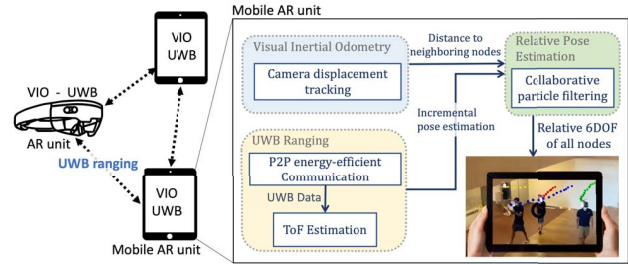 Mobile AR unit
VIO
UWB
VIO - UWB
AR unit
UWB ranging
VIO
UWB
Mobile AR unit
Visual Inertial Odometry
Camera displacement
tracking
Distance to
neighboring nodes
Relative Pose
Estimation
Collaborative
particle filtering
Incremental
pose estimation
UWB Ranging
P2P energy-efficient
Communication
UWB Data
ToF Estimation
Relative 6DOF
of all nodes